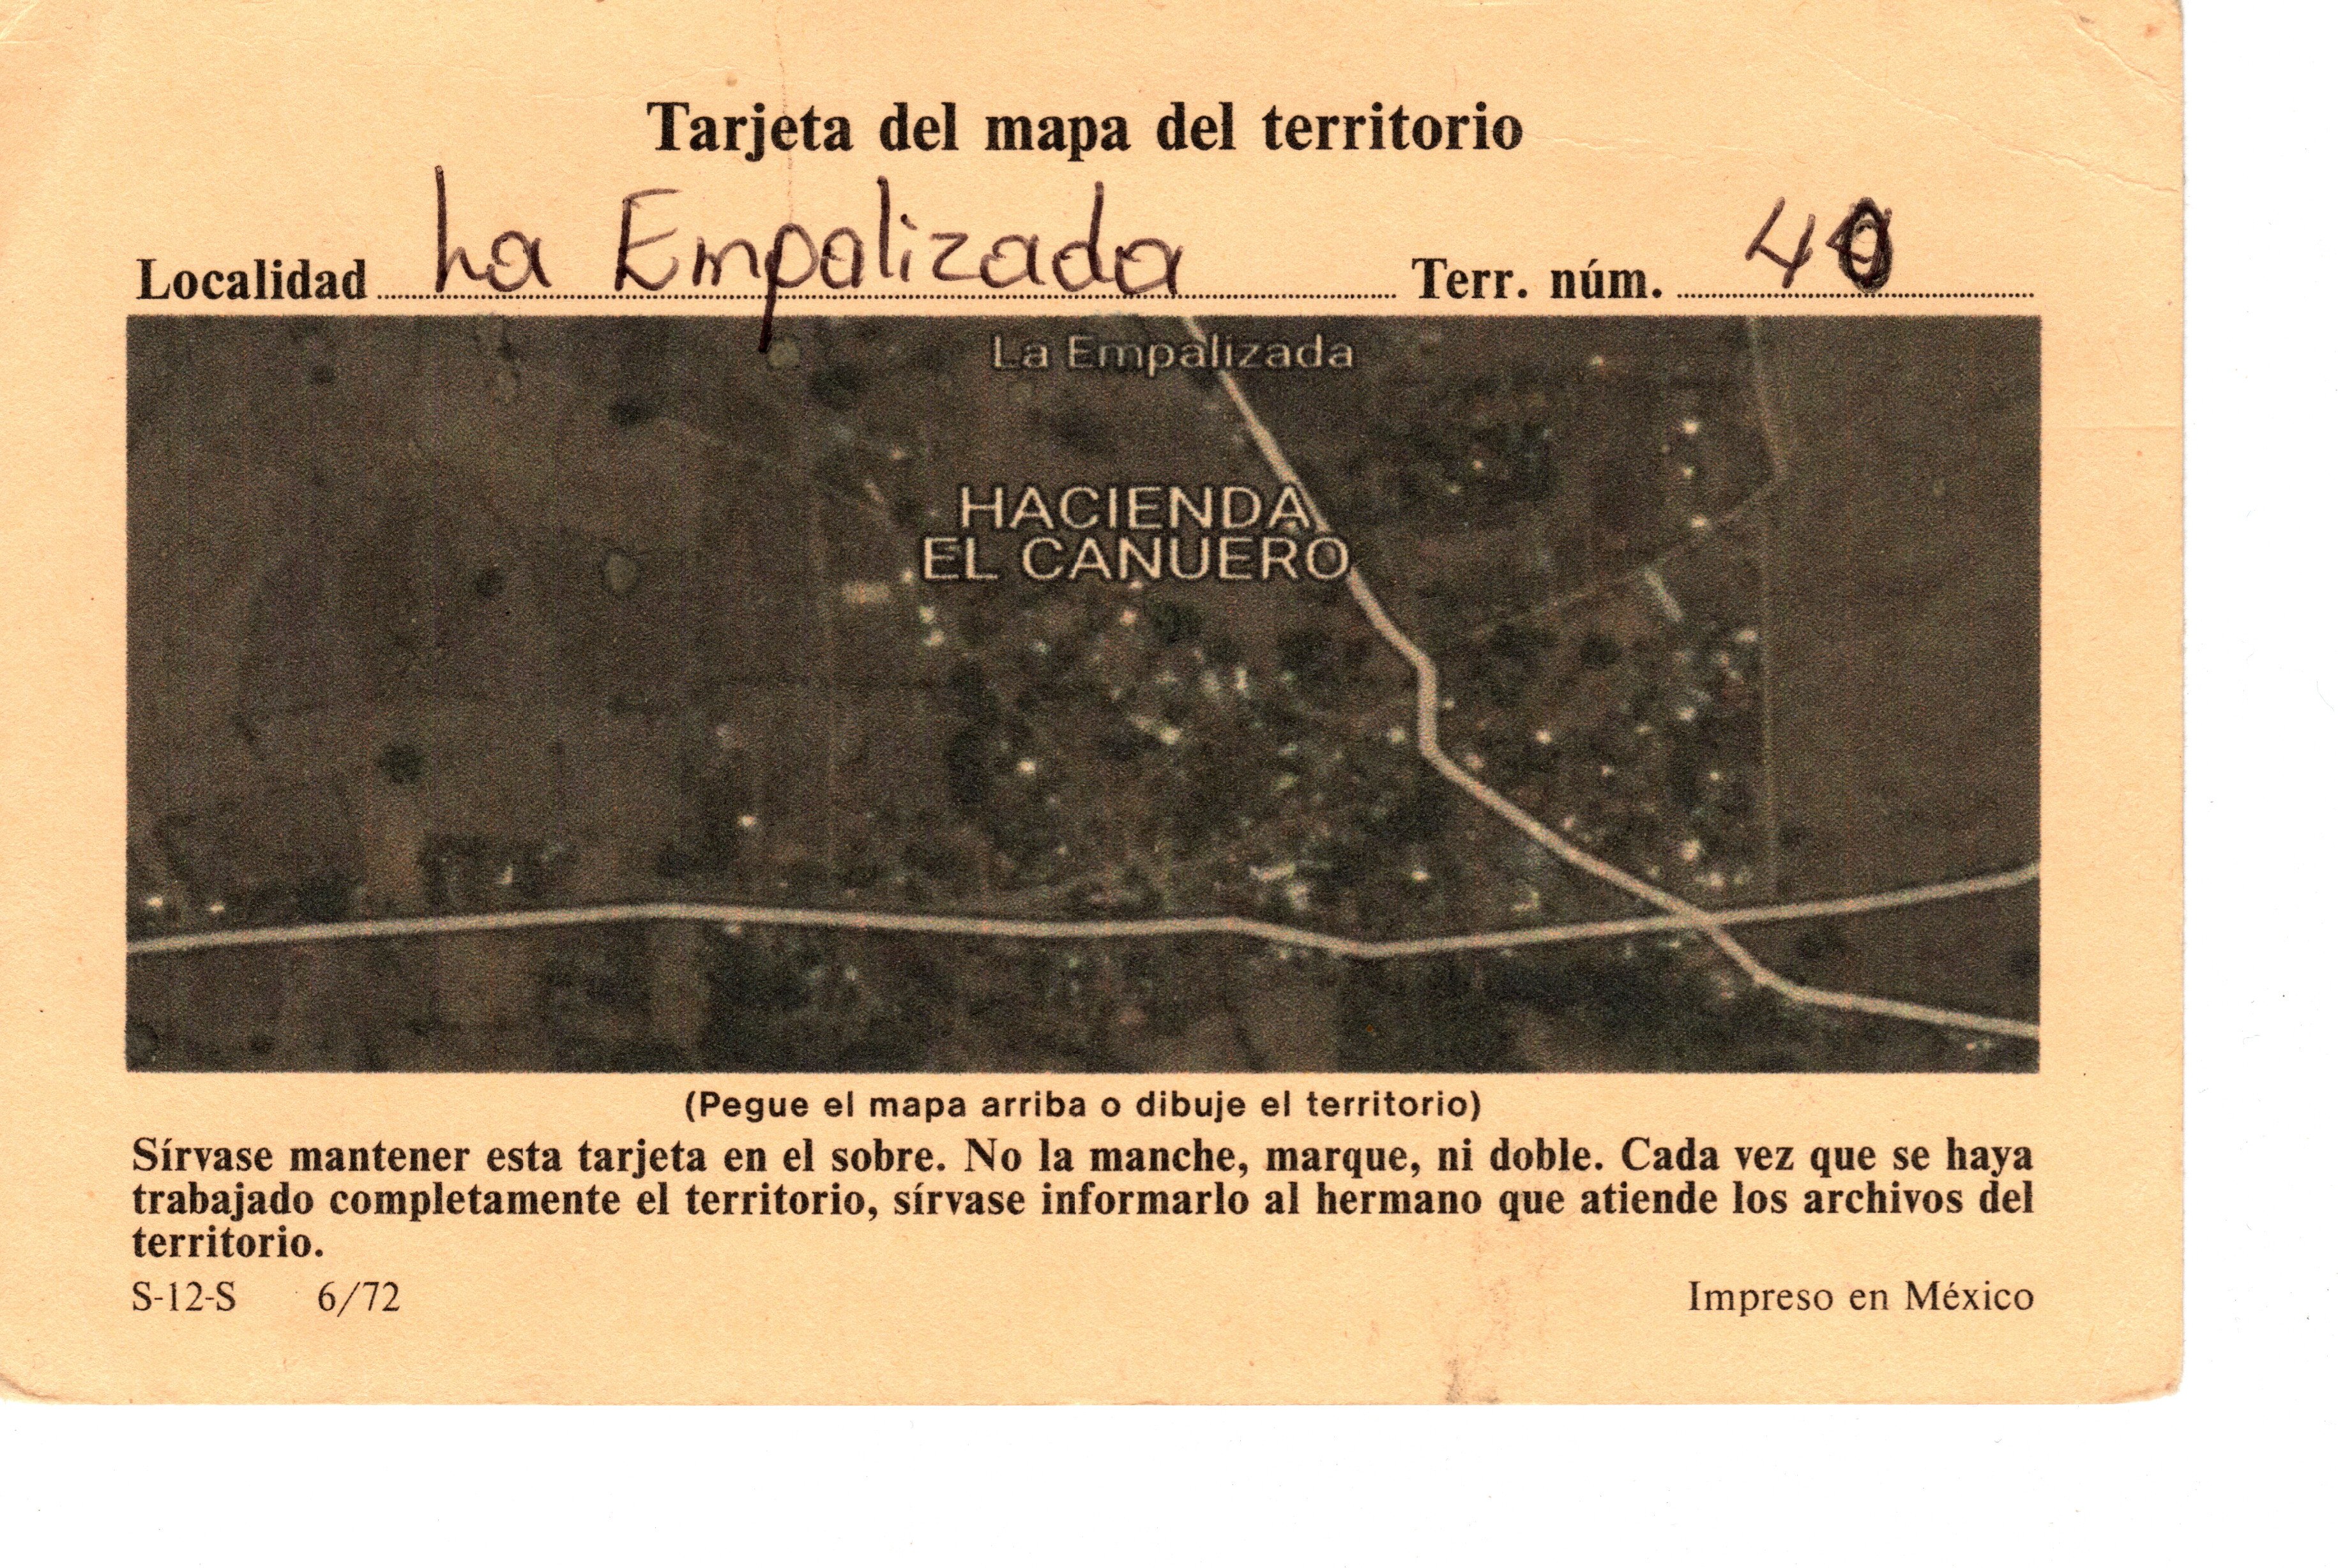 Tarjeta del mapa del territorio
Localidad La Empalizada Terr. núm. 40
La Empalizada
HACIENDA
EL CANUERO
(Pegue el mapa arriba o dibuje el territorio)
Sírvase mantener esta tarjeta en el sobre. No la manche, marque, ni doble. Cada vez que se haya
trabajado completamente el territorio, sírvase informarlo al hermano que atiende los archivos del
territorio.
S-12-S 6/72 Impreso en México